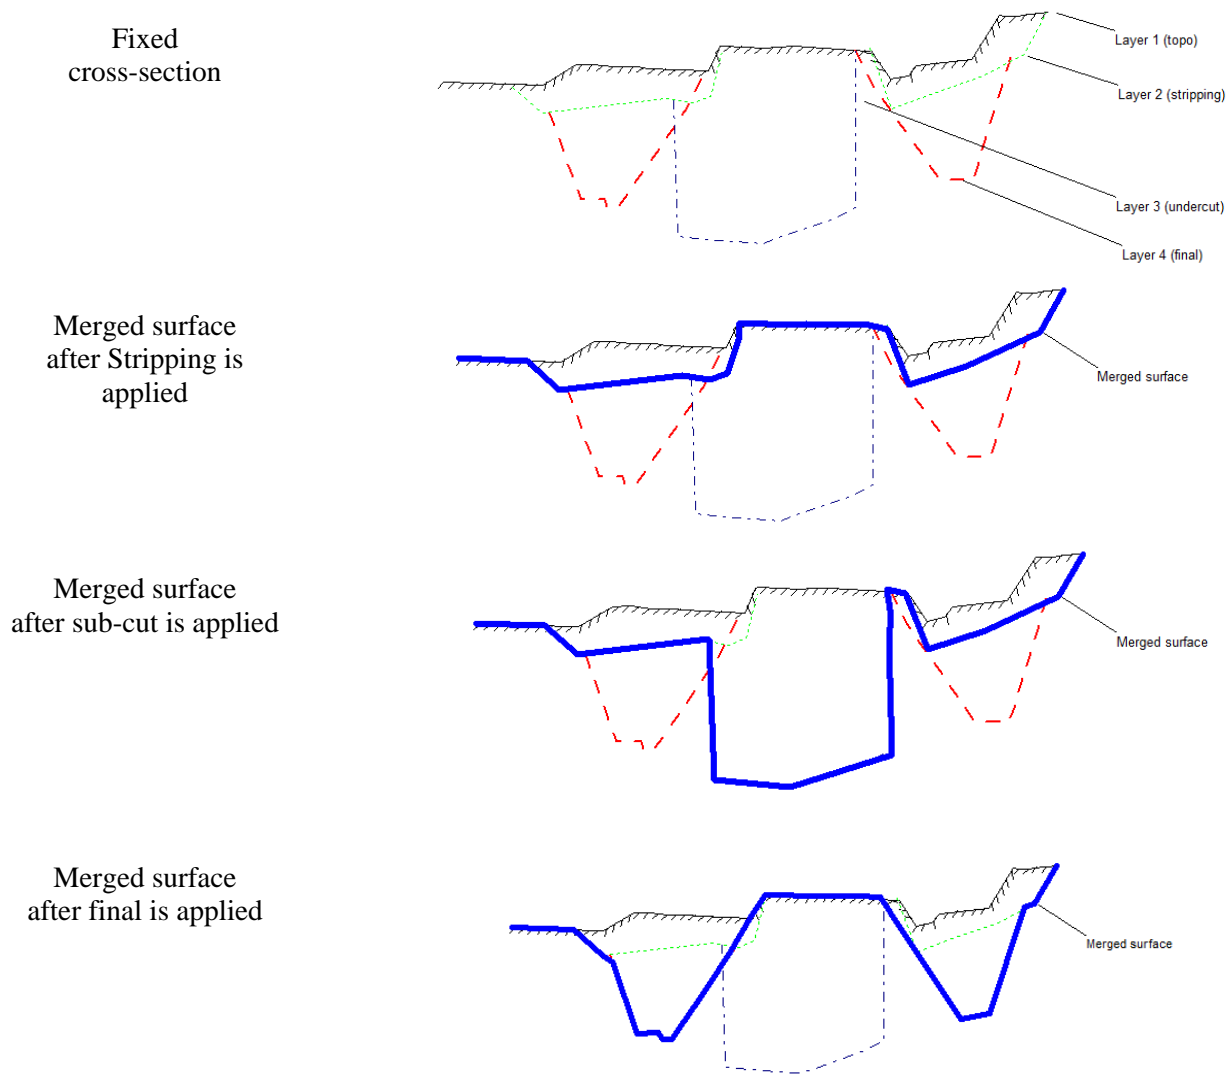 Fixed
cross-section
Layer 1 (topo)
Layer 2 (stripping)
Layer 3 (undercut)
Layer 4 (final)
Merged surface
after Stripping is
applied
Merged surface
Merged surface
after sub-cut is applied
Merged surface
Merged surface
after final is applied
Merged surface